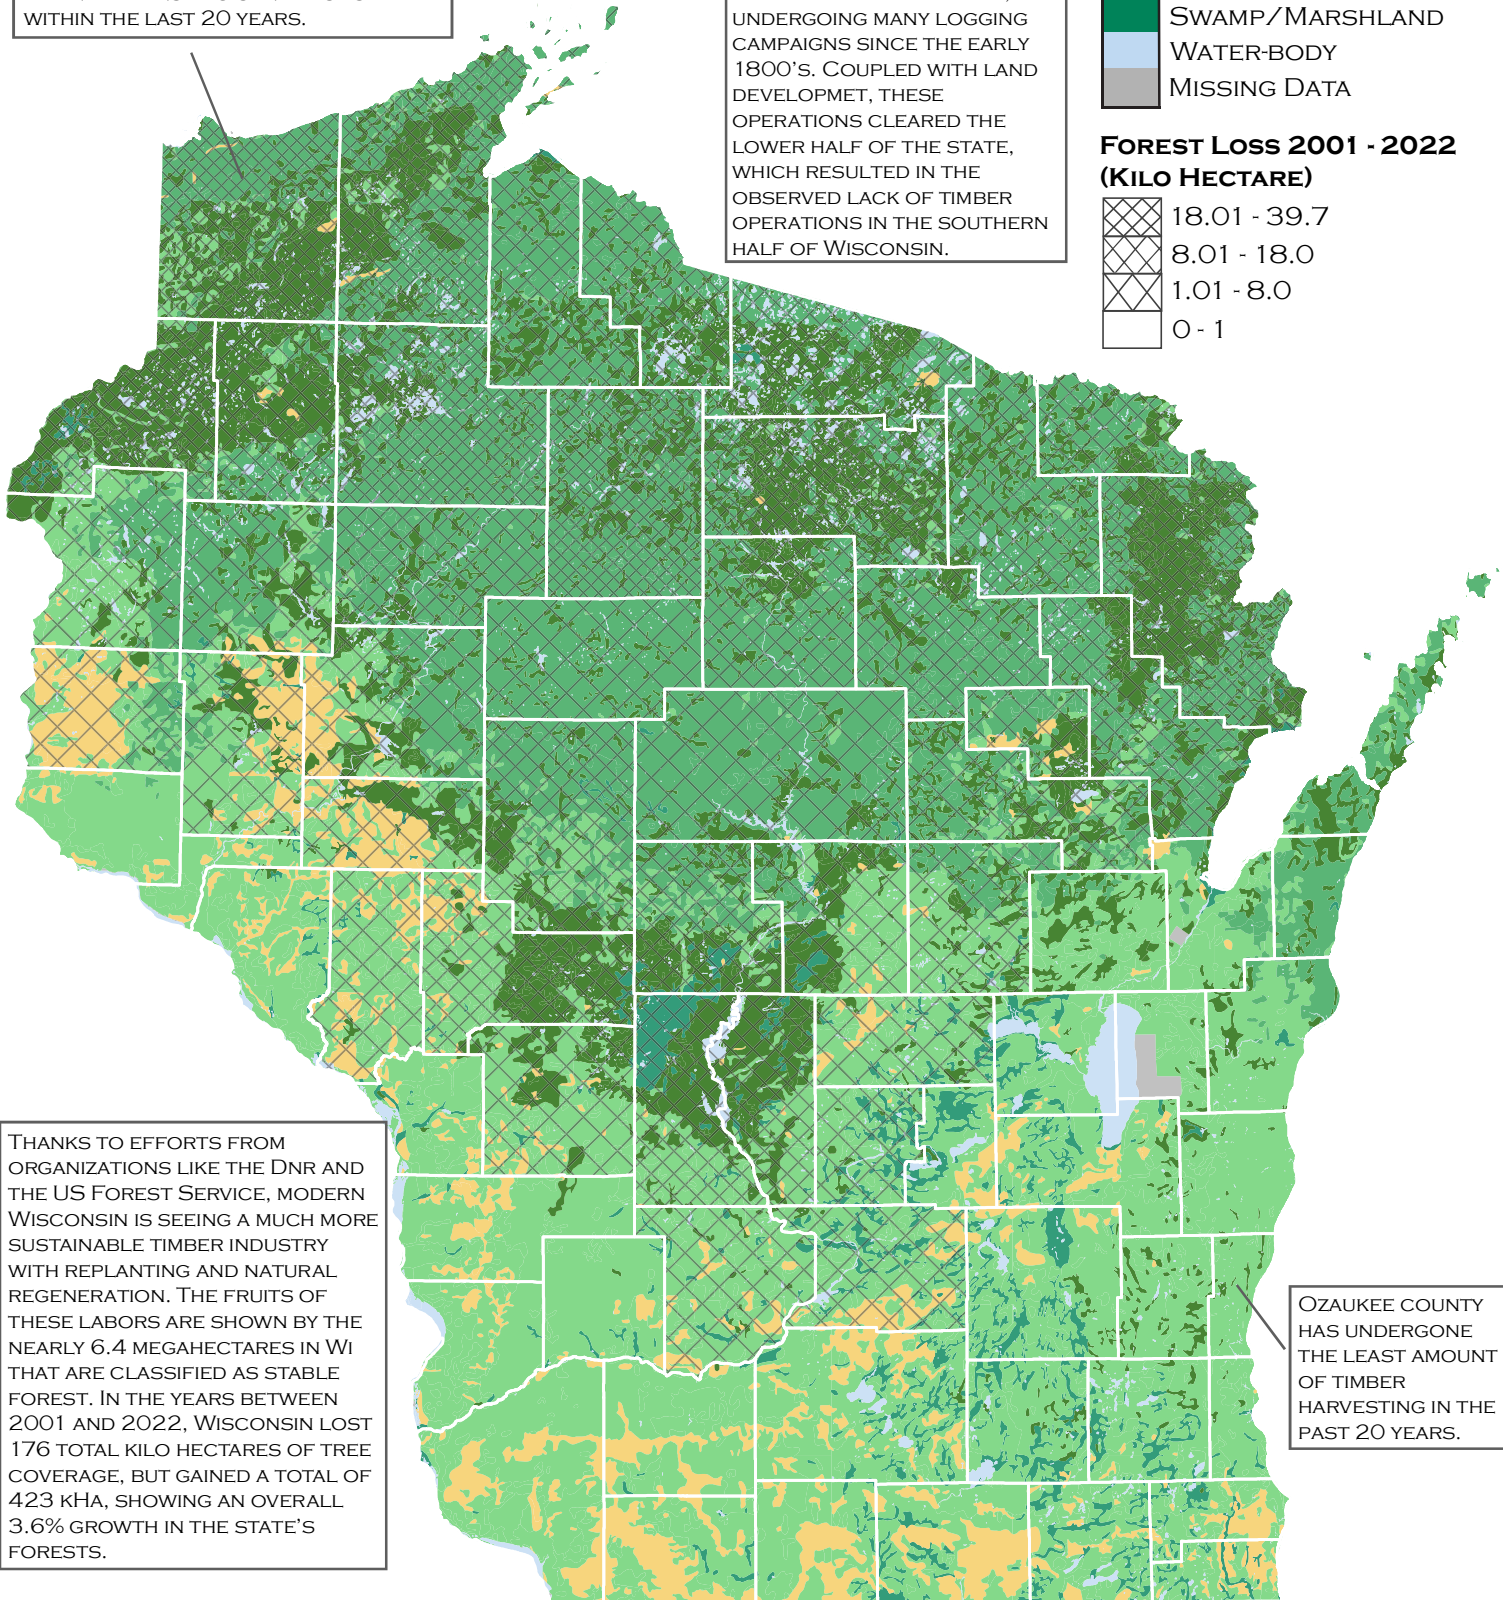 WITHIN THE LAST 20 YEARS.
UNDERGOING MANY LOGGING
CAMPAIGNS SINCE THE EARLY
1800'S. COUPLED WITH LAND
DEVELOPMET, THESE
OPERATIONS CLEARED THE
LOWER HALF OF THE STATE,
WHICH RESULTED IN THE
OBSERVED LACK OF TIMBER
OPERATIONS IN THE SOUTHERN
HALF OF WISCONSIN.
SWAMP/MARSHLAND
WATER-BODY
MISSING DATA
FOREST LOSS 2001 - 2022
(KILO HECTARE)
18.01 - 39.7
8.01 - 18.0
1.01 - 8.0
0 - 1
THANKS TO EFFORTS FROM
ORGANIZATIONS LIKE THE DNR AND
THE US FOREST SERVICE, MODERN
WISCONSIN IS SEEING A MUCH MORE
SUSTAINABLE TIMBER INDUSTRY
WITH REPLANTING AND NATURAL
REGENERATION. THE FRUITS OF
THESE LABORS ARE SHOWN BY THE
NEARLY 6.4 MEGAHECTARES IN WI
THAT ARE CLASSIFIED AS STABLE
FOREST. IN THE YEARS BETWEEN
2001 AND 2022, WISCONSIN LOST
176 TOTAL KILO HECTARES OF TREE
COVERAGE, BUT GAINED A TOTAL OF
423 KHA, SHOWING AN OVERALL
3.6% GROWTH IN THE STATE'S
FORESTS.
OZAUKEE COUNTY
HAS UNDERGONE
THE LEAST AMOUNT
OF TIMBER
HARVESTING IN THE
PAST 20 YEARS.